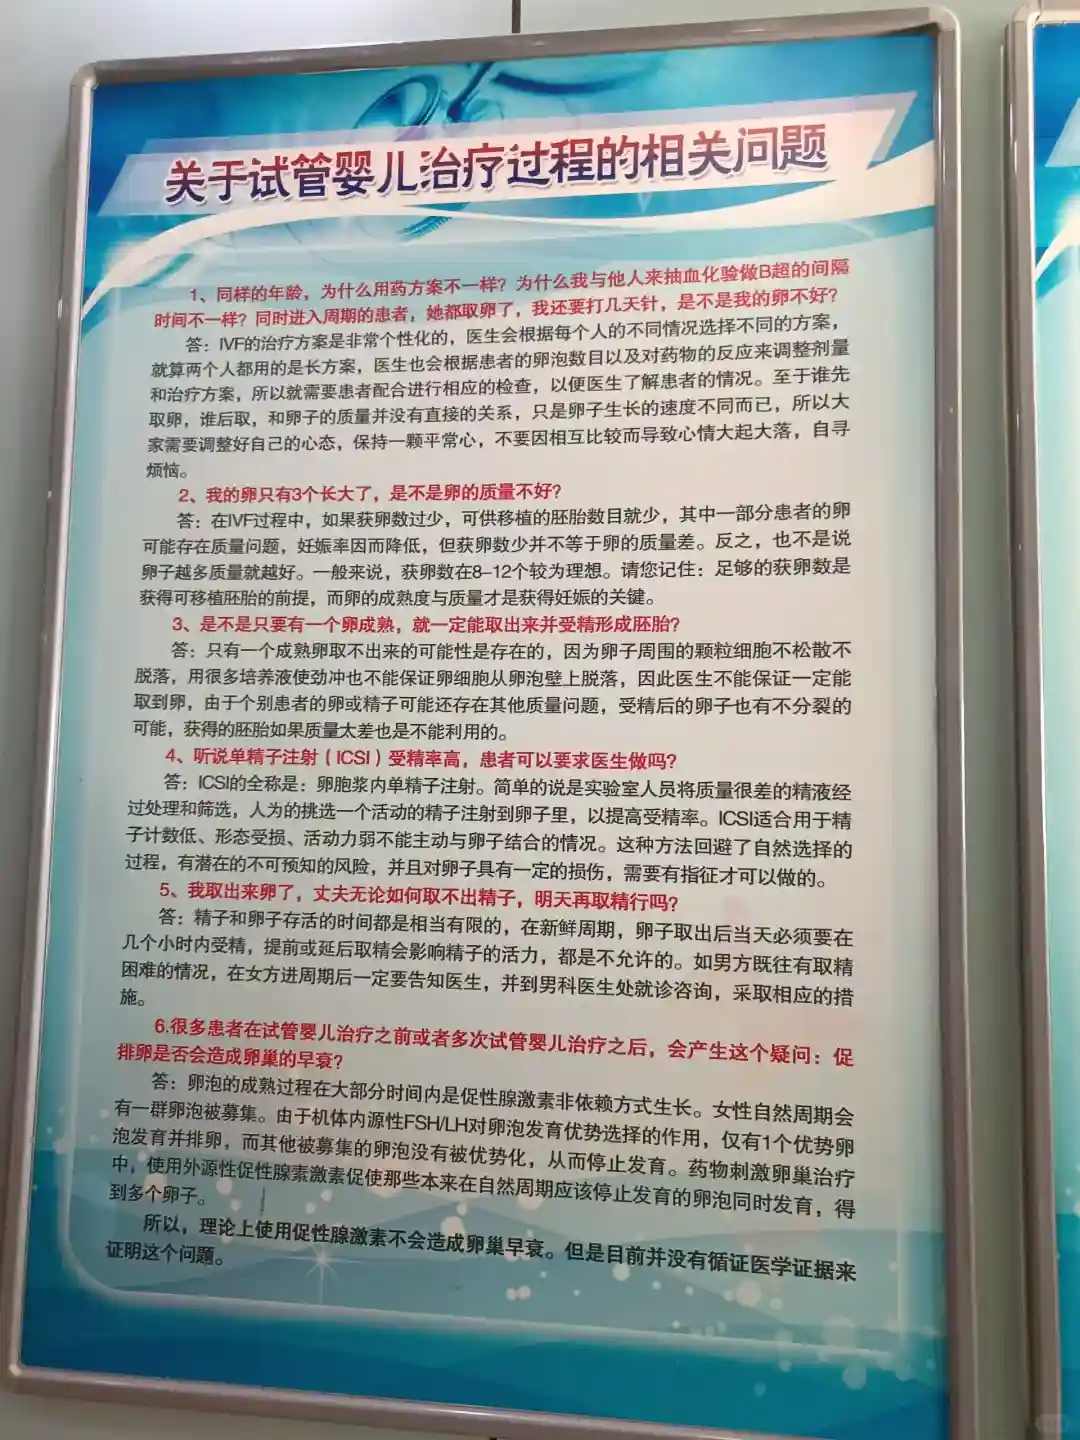 关于试管婴儿治疗过程的相关问题
1、同样的年龄，为什么用药方案不一样？为什么我与他人来抽血化验做B超的间隔
时间不一样？同时进入周期的患者，她都取卵了，我还要打几天针，是不是我的卵不好？
答：IVF的治疗方案是非常个性化的，医生会根据每个人的不同情况选择不同的方案，
就算两个人都用的是长方案，医生也会根据患者的卵泡数目以及对药物的反应来调整剂量
和治疗方案，所以就需要患者配合进行相应的检查，以便医生了解患者的情况。至于谁先
取卵，谁后取，和卵子的质量并没有直接的关系，只是卵子生长的速度不同而已，所以大
家需要调整好自己的心态，保持一颗平常心，不要因相互比较而导致心情大起大落，自寻
烦恼。
2、我的卵只有3个长大了，是不是卵的质量不好？
答：在IVF过程中，如果获卵数过少，可供移植的胚胎数目就少，其中一部分患者的卵
可能存在质量问题，妊娠率因而降低，但获卵数少并不等于卵的质量差。反之，也不是说
卵子越多质量就越好。一般来说，获卵数在8-12个较为理想。请您记住：足够的获卵数是
获得可移植胚胎的前提，而卵的成熟度与质量才是获得妊娠的关键。
3、是不是只要有一个卵成熟，就一定能取出来并受精形成胚胎？
答：只有一个成熟卵取不出来的可能性是存在的，因为卵子周围的颗粒细胞不松散不
脱落，用很多培养液使劲冲也不能保证卵细胞从卵泡壁上脱落，因此医生不能保证一定能
取到卵，由于个别患者的卵或精子可能还存在其他质量问题，受精后的卵子也有不分裂的
可能，获得的胚胎如果质量太差也是不能利用的。
4、听说单精子注射（ICSI）受精率高，患者可以要求医生做吗？
答：ICSI的全称是：卵胞浆内单精子注射。简单的说是实验室人员将质量很差的精液经
过处理和筛选，人为的挑选一个活动的精子注射到卵子里，以提高受精率。ICSI适合用于精
子计数低、形态受损、活动力弱不能主动与卵子结合的情况。这种方法回避了自然选择的
过程，有潜在的不可预知的风险，并且对卵子具有一定的损伤，需要有指征才可以做的。
5、我取出来卵了，丈夫无论如何取不出精子，明天再取精行吗？
答：精子和卵子存活的时间都是相当有限的，在新鲜周期，卵子取出后当天必须要在
几个小时内受精，提前或延后取精会影响精子的活力，都是不允许的。如男方既往有取精
困难的情况，在女方进周期后一定要告知医生，并到男科医生处就诊咨询，采取相应的措
施。
6.很多患者在试管婴儿治疗之前或者多次试管婴儿治疗之后，会产生这个疑问：促
排卵是否会造成卵巢的早衰？
答：卵泡的成熟过程在大部分时间内是促性腺激素非依赖方式生长。女性自然周期会
有一群卵泡被募集。由于机体内源性FSH/LH对卵泡发育优势选择的作用，仅有1个优势卵
泡发育并排卵，而其他被募集的卵泡没有被优势化，从而停止发育。药物刺激卵巢治疗
中，使用外源性促性腺素激素促使那些本来在自然周期应该停止发育的卵泡同时发育，得
到多个卵子。
所以，理论上使用促性腺激素不会造成卵巢早衰。但是目前并没有循证医学证据来
证明这个问题。